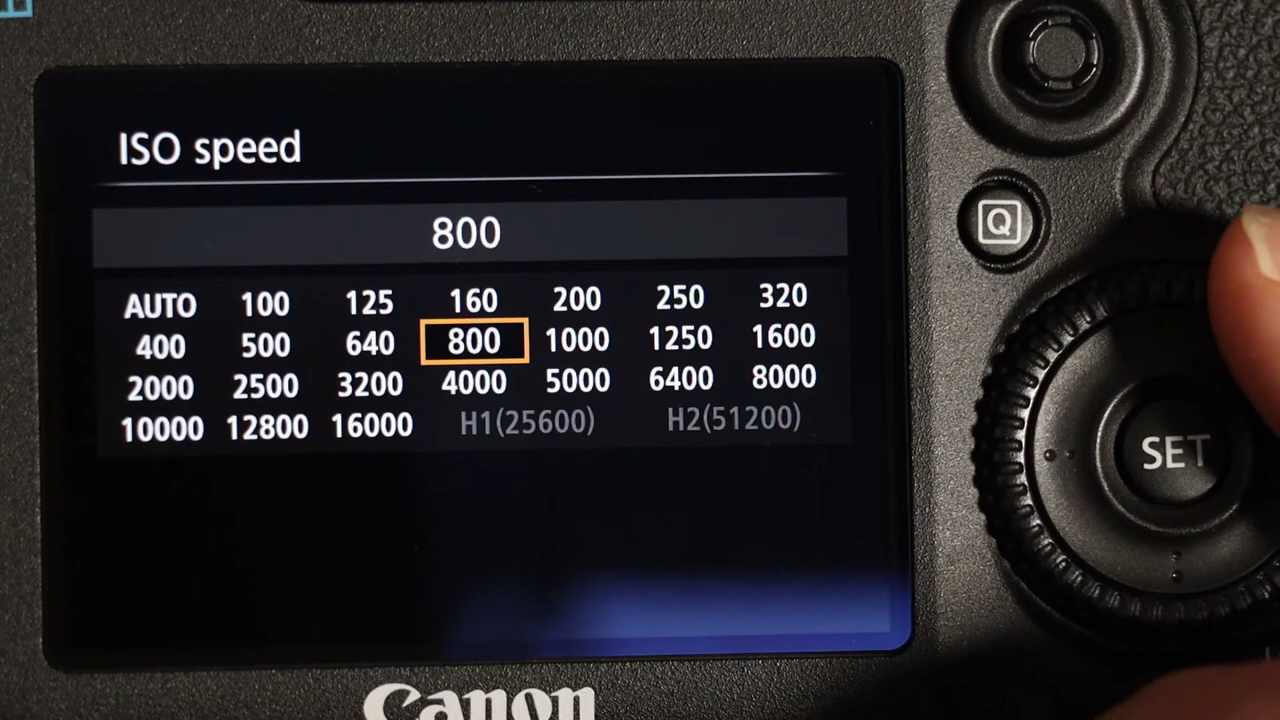 ISO speed
800
AUTO 100 125 160 200 250 320
400 500 640 800 1000 1250 1600
2000 2500 3200 4000 5000 6400 8000
10000 12800 16000 H1(25600) H2(51200)
Q
SET
Canon